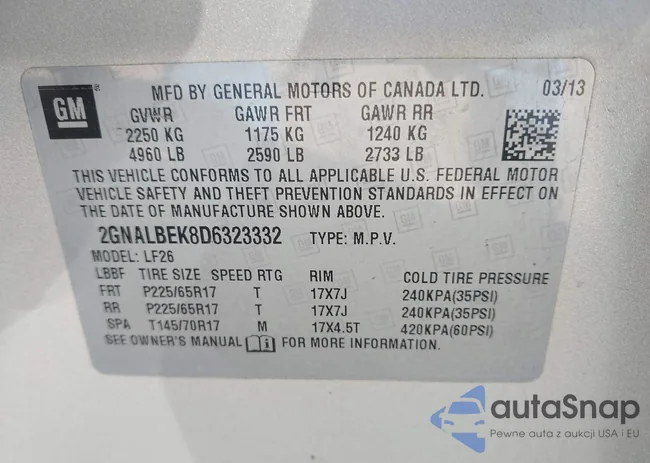 GM
MFD BY GENERAL MOTORS OF CANADA LTD. 03/13
GVWR GAWR FRT GAWR RR
2250 KG 1175 KG 1240 KG
4960 LB 2590 LB 2733 LB
THIS VEHICLE CONFORMS TO ALL APPLICABLE U.S. FEDERAL MOTOR
VEHICLE SAFETY AND THEFT PREVENTION STANDARDS IN EFFECT ON
THE DATE OF MANUFACTURE SHOWN ABOVE.
2GNALBEK8D6323332 TYPE: M.P.V.
MODEL: LF26
LBBF TIRE SIZE SPEED RTG RIM COLD TIRE PRESSURE
FRT P225/65R17 T 17X7J 240KPA(35PSI)
RR P225/65R17 T 17X7J 240KPA(35PSI)
SPA T145/70R17 M 17X4.5T 420KPA(60PSI)
SEE OWNER'S MANUAL FOR MORE INFORMATION.
autaSnap
Pewne auta z aukcji USA i EU